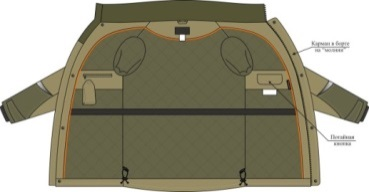 Карман в борте
на "молнии"
Потайная
кнопка